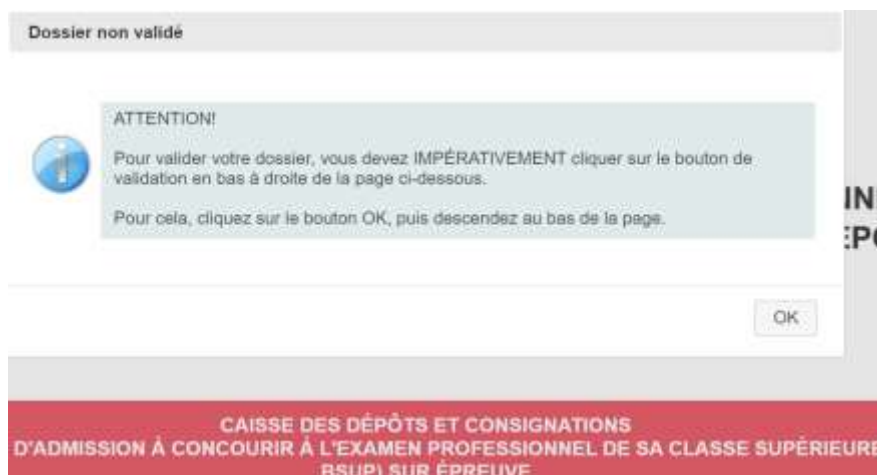 Dossier non validé
ATTENTION!
Pour valider votre dossier, vous devez IMPÉRATIVEMENT cliquer sur le bouton de
validation en bas à droite de la page ci-dessous.
Pour cela, cliquez sur le bouton OK, puis descendez au bas de la page.
OK
CAISSE DES DÉPÔTS ET CONSIGNATIONS
D'ADMISSION À CONCOURIR À L'EXAMEN PROFESSIONNEL DE SA CLASSE SUPÉRIEURE
BSUP) SUR ÉPREUVE